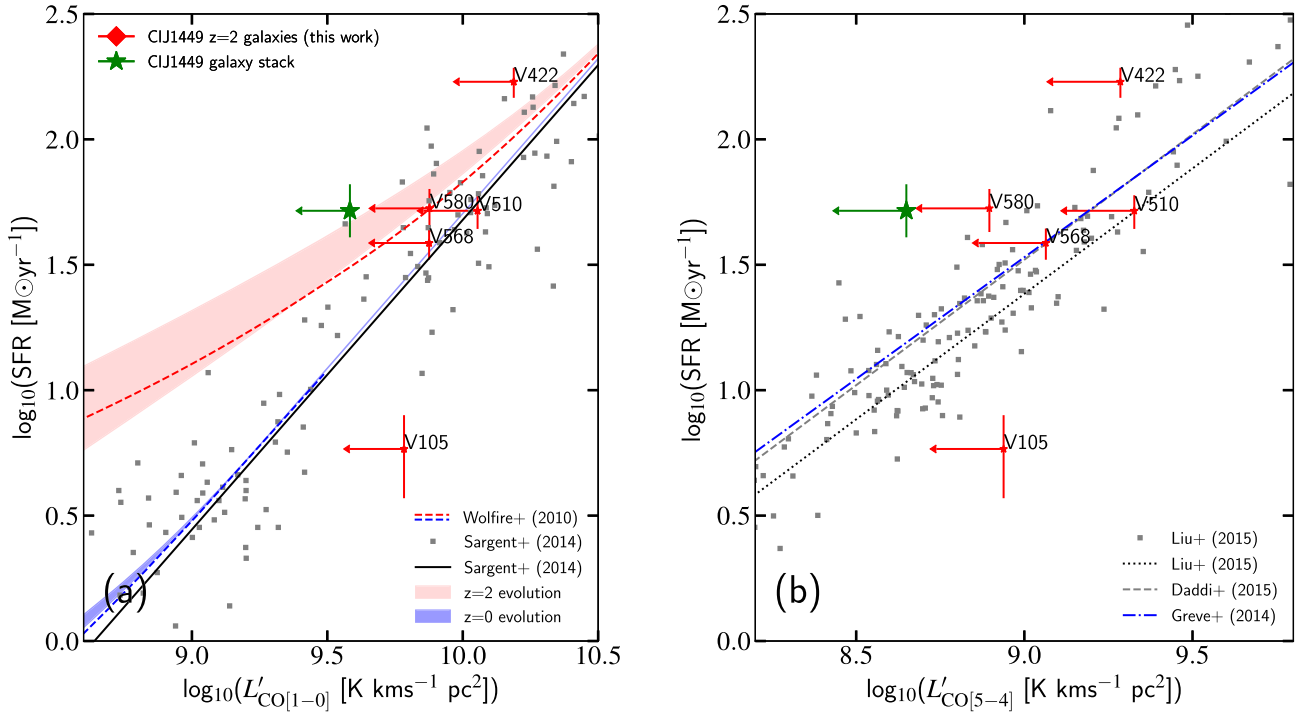 ClJ1449 z=2 galaxies (this work)
ClJ1449 galaxy stack
V422
V580
V510
V568
V105
Wolfire+ (2010)
Sargent+ (2014)
Sargent+ (2014)
z=2 evolution
z=0 evolution
(a)
2.5
2.0
1.5
1.0
0.5
0.0
9.0 9.5 10.0 10.5
log₁₀(SFR [M⊙yr⁻¹])
log₁₀(L′CO[1−0] [K kms⁻¹ pc²])
V422
V580
V510
V568
V105
Liu+ (2015)
Liu+ (2015)
Daddi+ (2015)
Greve+ (2014)
(b)
2.5
2.0
1.5
1.0
0.5
0.0
8.5 9.0 9.5
log₁₀(SFR [M⊙yr⁻¹])
log₁₀(L′CO[5−4] [K kms⁻¹ pc²])